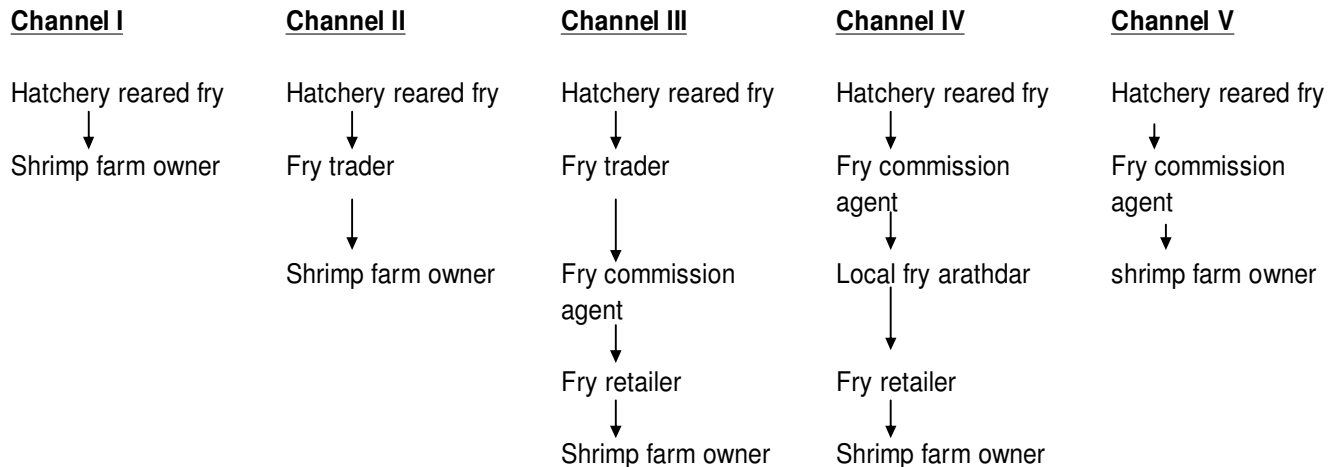 Channel I
Hatchery reared fry
Shrimp farm owner
Channel II
Hatchery reared fry
Fry trader
Shrimp farm owner
Channel III
Hatchery reared fry
Fry trader
Fry commission
agent
Fry retailer
Shrimp farm owner
Channel IV
Hatchery reared fry
Fry commission
agent
Local fry arathdar
Fry retailer
Shrimp farm owner
Channel V
Hatchery reared fry
Fry commission
agent
shrimp farm owner